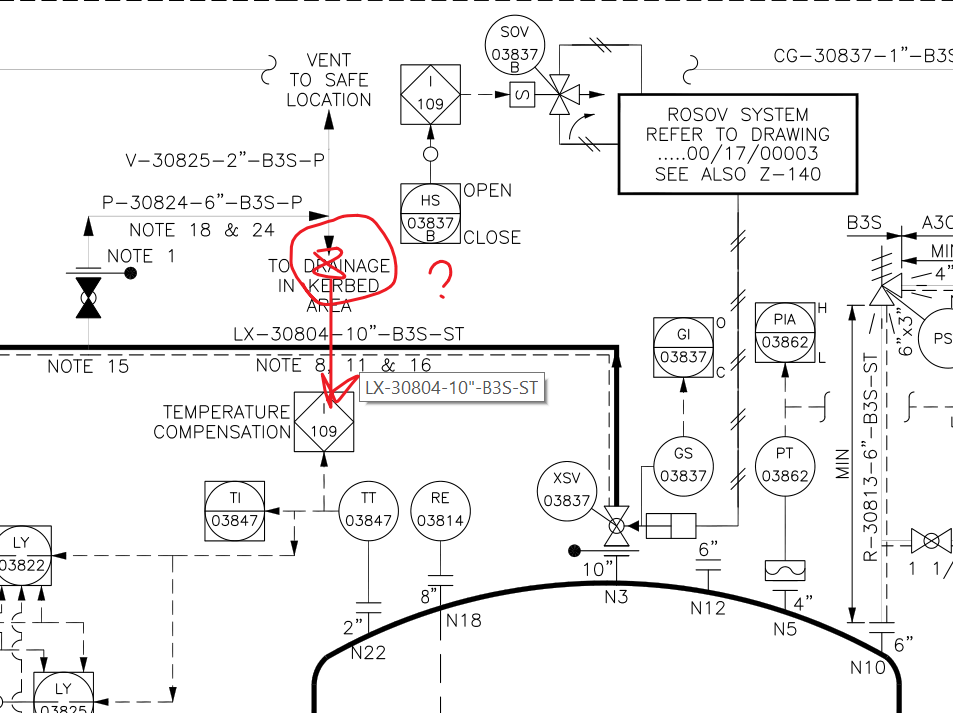 SOV
03837
B
CG-30837-1"-B3S
VENT
TO SAFE
LOCATION
I
109
S
ROSOV SYSTEM
REFER TO DRAWING
.....00/17/00003
SEE ALSO Z-140
V-30825-2"-B3S-P
P-30824-6"-B3S-P
NOTE 18 & 24
HS
03837
B
OPEN
CLOSE
NOTE 1
TO DRAINAGE
IN KERBED
AREA
?
B3S
A3
MIN
4"
LX-30804-10"-B3S-ST
NOTE 15
NOTE 8, 11 & 16
LX-30804-10"-B3S-ST
GI
03837
O
C
PIA
03862
H
L
6"x3"
PS
TEMPERATURE
COMPENSATION
I
109
MIN
R-30813-6"-B3S-ST
GS
03837
PT
03862
XSV
03837
TI
03847
TT
03847
RE
03814
LY
03822
10"
6"
1 1/
8"
N3
N12
4"
N5
2"
N18
N22
6"
N10
LY
03825